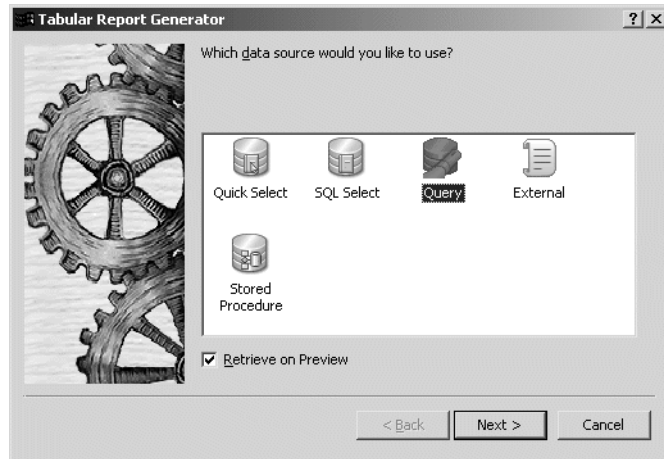 Tabular Report Generator
Which data source would you like to use?
Quick Select SQL Select Query External
Stored
Procedure
Retrieve on Preview
< Back Next > Cancel